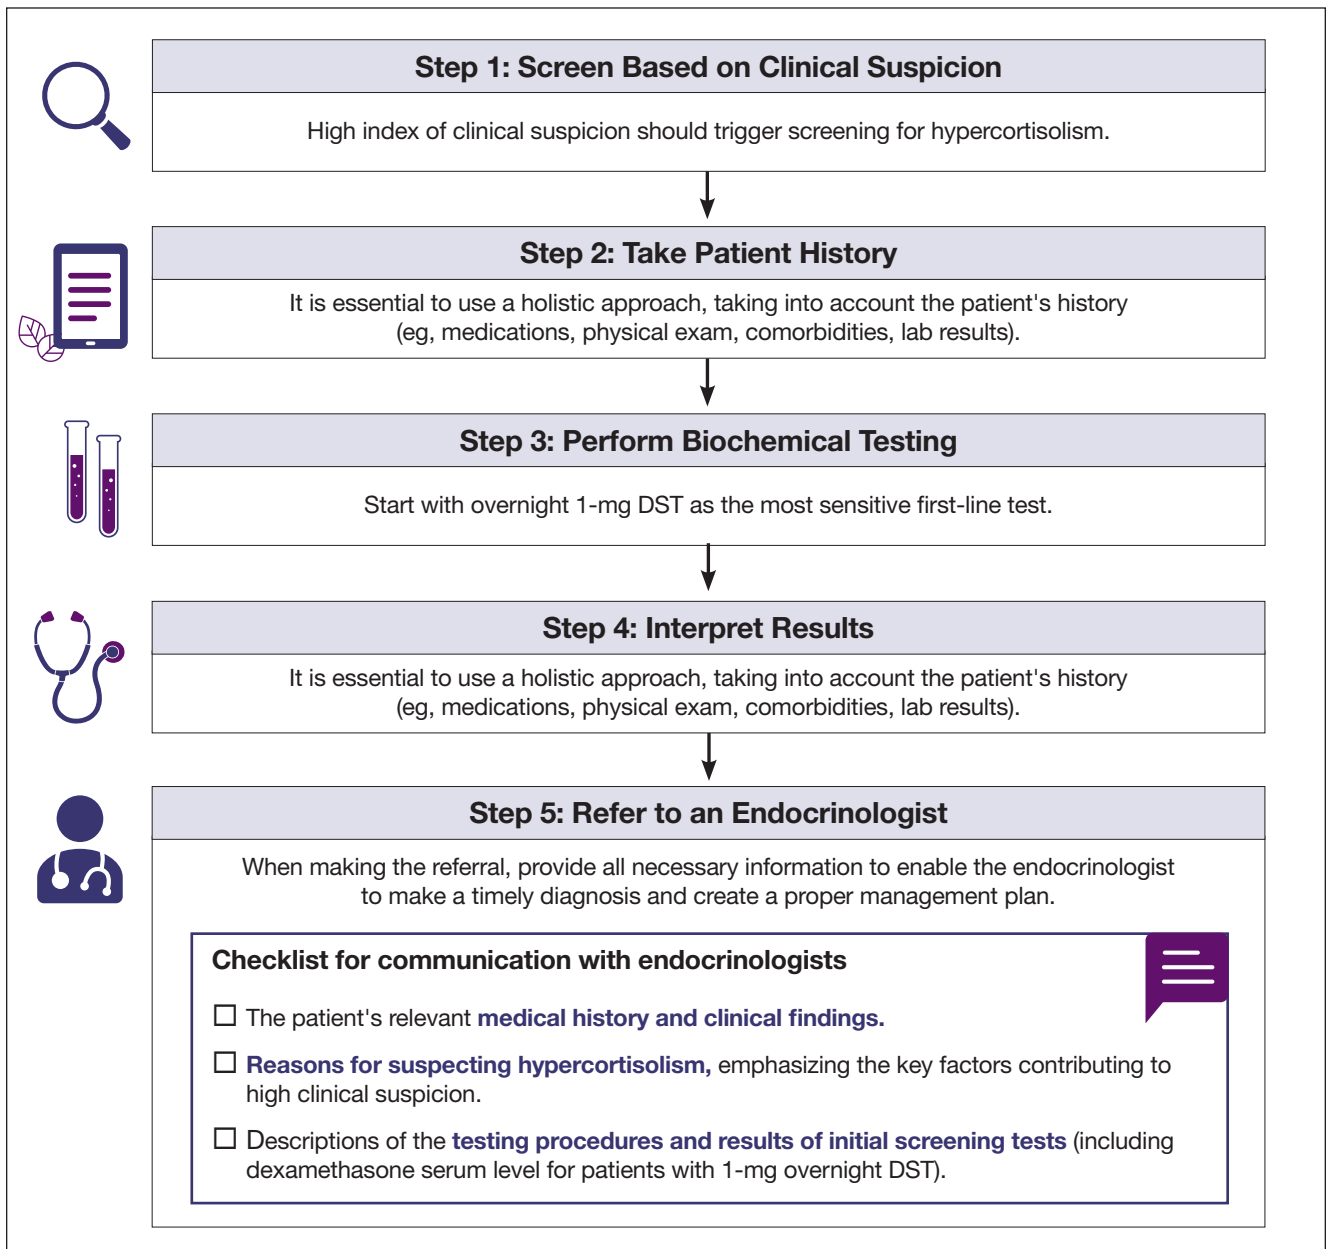 Step 1: Screen Based on Clinical Suspicion
High index of clinical suspicion should trigger screening for hypercortisolism.
Step 2: Take Patient History
It is essential to use a holistic approach, taking into account the patient's history
(eg, medications, physical exam, comorbidities, lab results).
Step 3: Perform Biochemical Testing
Start with overnight 1-mg DST as the most sensitive first-line test.
Step 4: Interpret Results
It is essential to use a holistic approach, taking into account the patient's history
(eg, medications, physical exam, comorbidities, lab results).
Step 5: Refer to an Endocrinologist
When making the referral, provide all necessary information to enable the endocrinologist
to make a timely diagnosis and create a proper management plan.
Checklist for communication with endocrinologists
☐ The patient's relevant medical history and clinical findings.
☐ Reasons for suspecting hypercortisolism, emphasizing the key factors contributing to
high clinical suspicion.
☐ Descriptions of the testing procedures and results of initial screening tests (including
dexamethasone serum level for patients with 1-mg overnight DST).